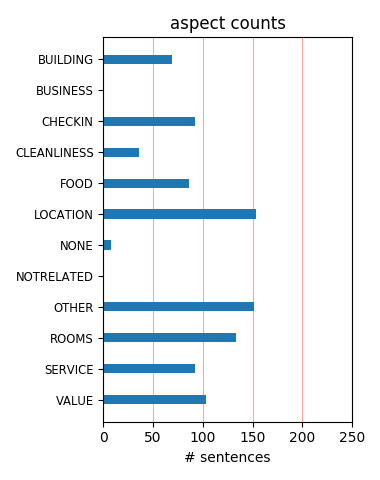 aspect counts
BUILDING
BUSINESS
CHECKIN
CLEANLINESS
FOOD
LOCATION
NONE
NOTRELATED
OTHER
ROOMS
SERVICE
VALUE
0 50 100 150 200 250
# sentences